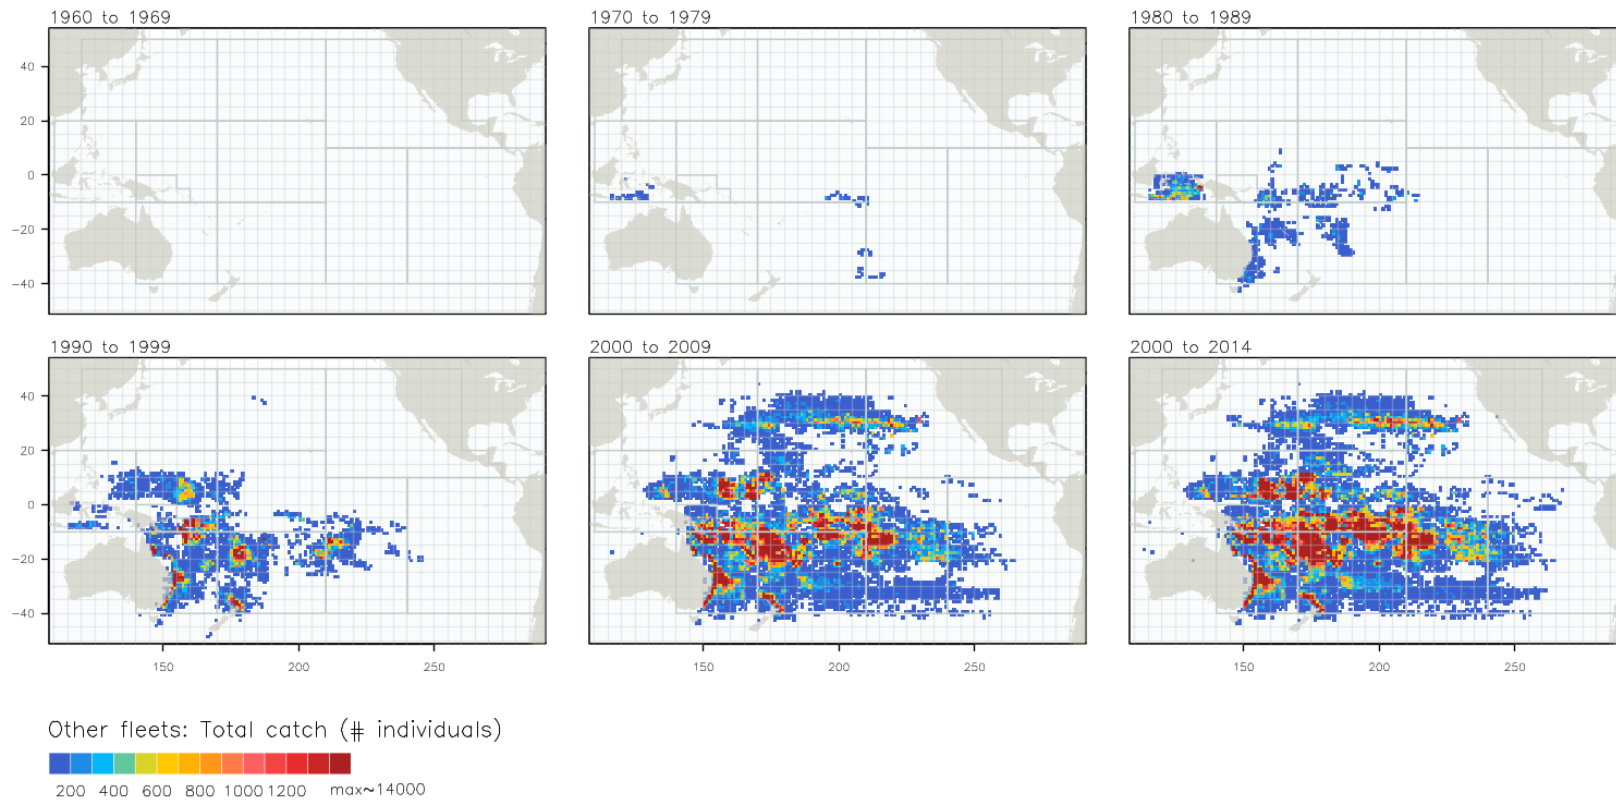 1960 to 1969
1970 to 1979
1980 to 1989
40
20
0
−20
−40
1990 to 1999
2000 to 2009
2000 to 2014
40
20
0
−20
−40
150 200 250
150 200 250
150 200 250
Other fleets: Total catch (# individuals)
200 400 600 800 1000 1200 max~14000